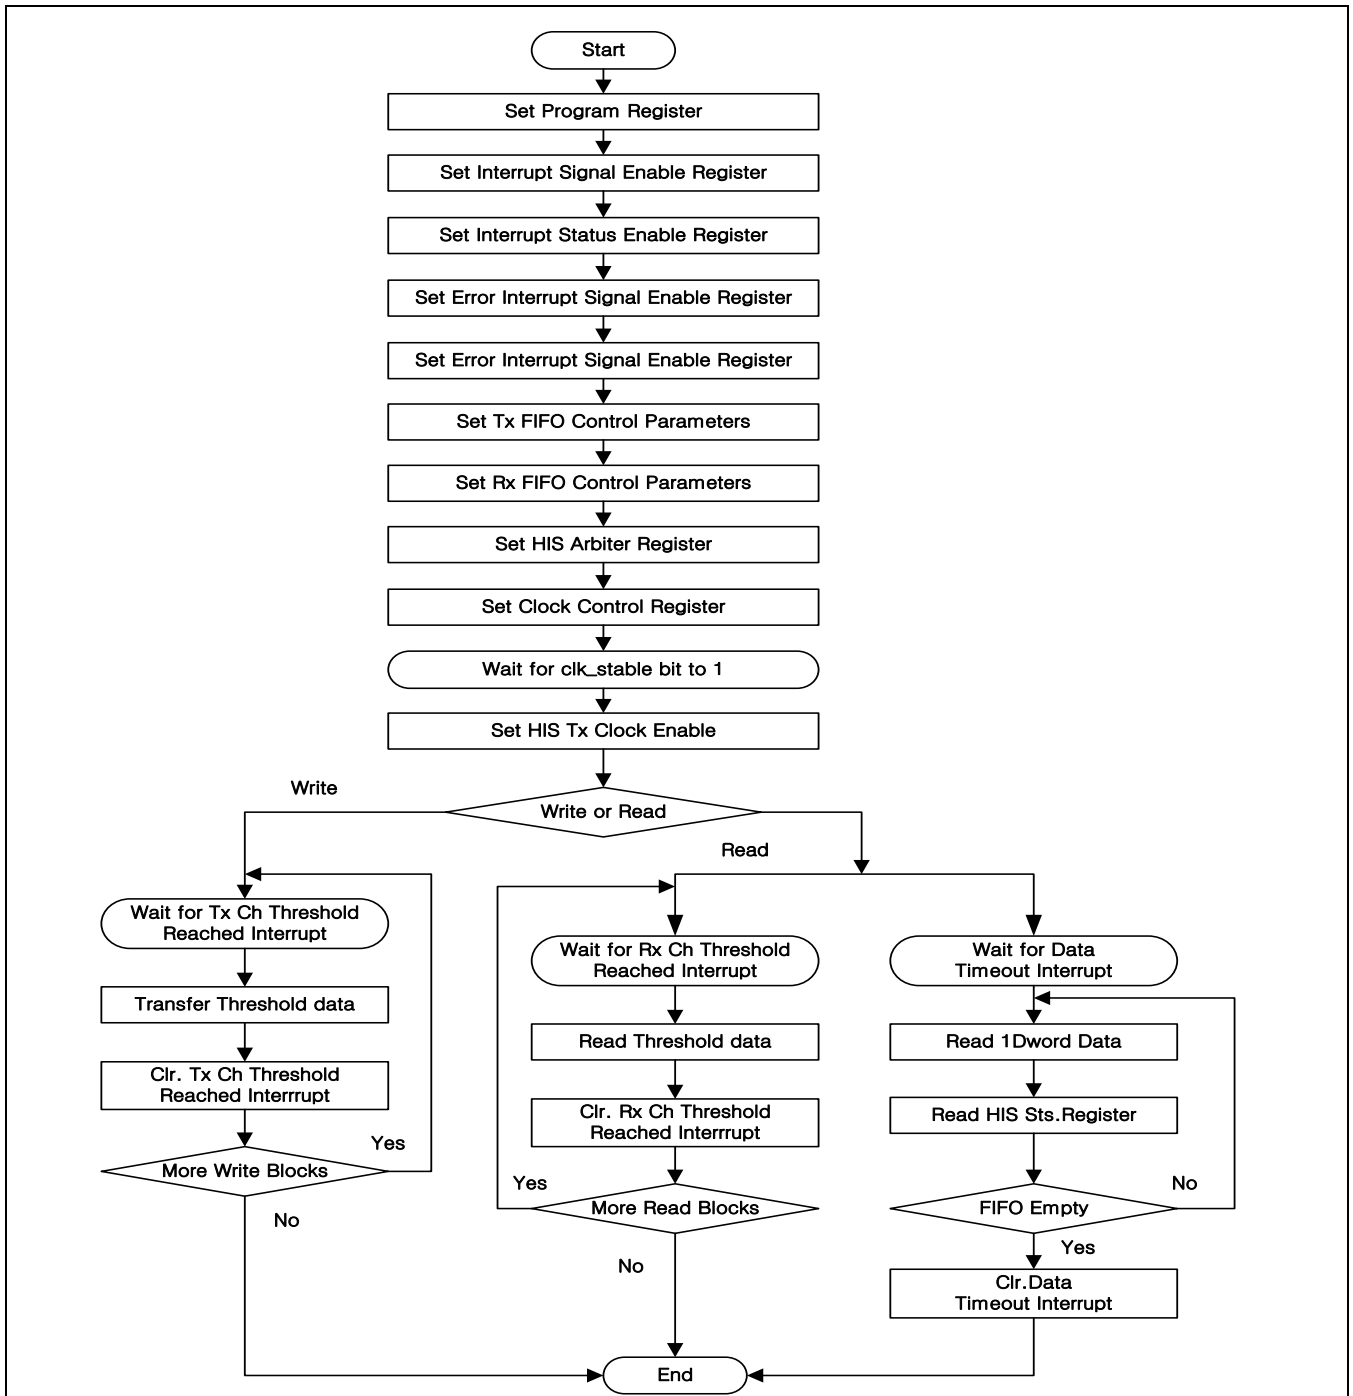 Start
Set Program Register
Set Interrupt Signal Enable Register
Set Interrupt Status Enable Register
Set Error Interrupt Signal Enable Register
Set Error Interrupt Signal Enable Register
Set Tx FIFO Control Parameters
Set Rx FIFO Control Parameters
Set HIS Arbiter Register
Set Clock Control Register
Wait for clk_stable bit to 1
Set HIS Tx Clock Enable
Write or Read
Write
Wait for Tx Ch Threshold
Reached Interrupt
Transfer Threshold data
Clr. Tx Ch Threshold
Reached Interrrupt
More Write Blocks
Yes
No
Read
Wait for Rx Ch Threshold
Reached Interrupt
Read Threshold data
Clr. Rx Ch Threshold
Reached Interrrupt
More Read Blocks
Yes
No
Wait for Data
Timeout Interrupt
Read 1Dword Data
Read HIS Sts.Register
FIFO Empty
No
Yes
Clr.Data
Timeout Interrupt
End